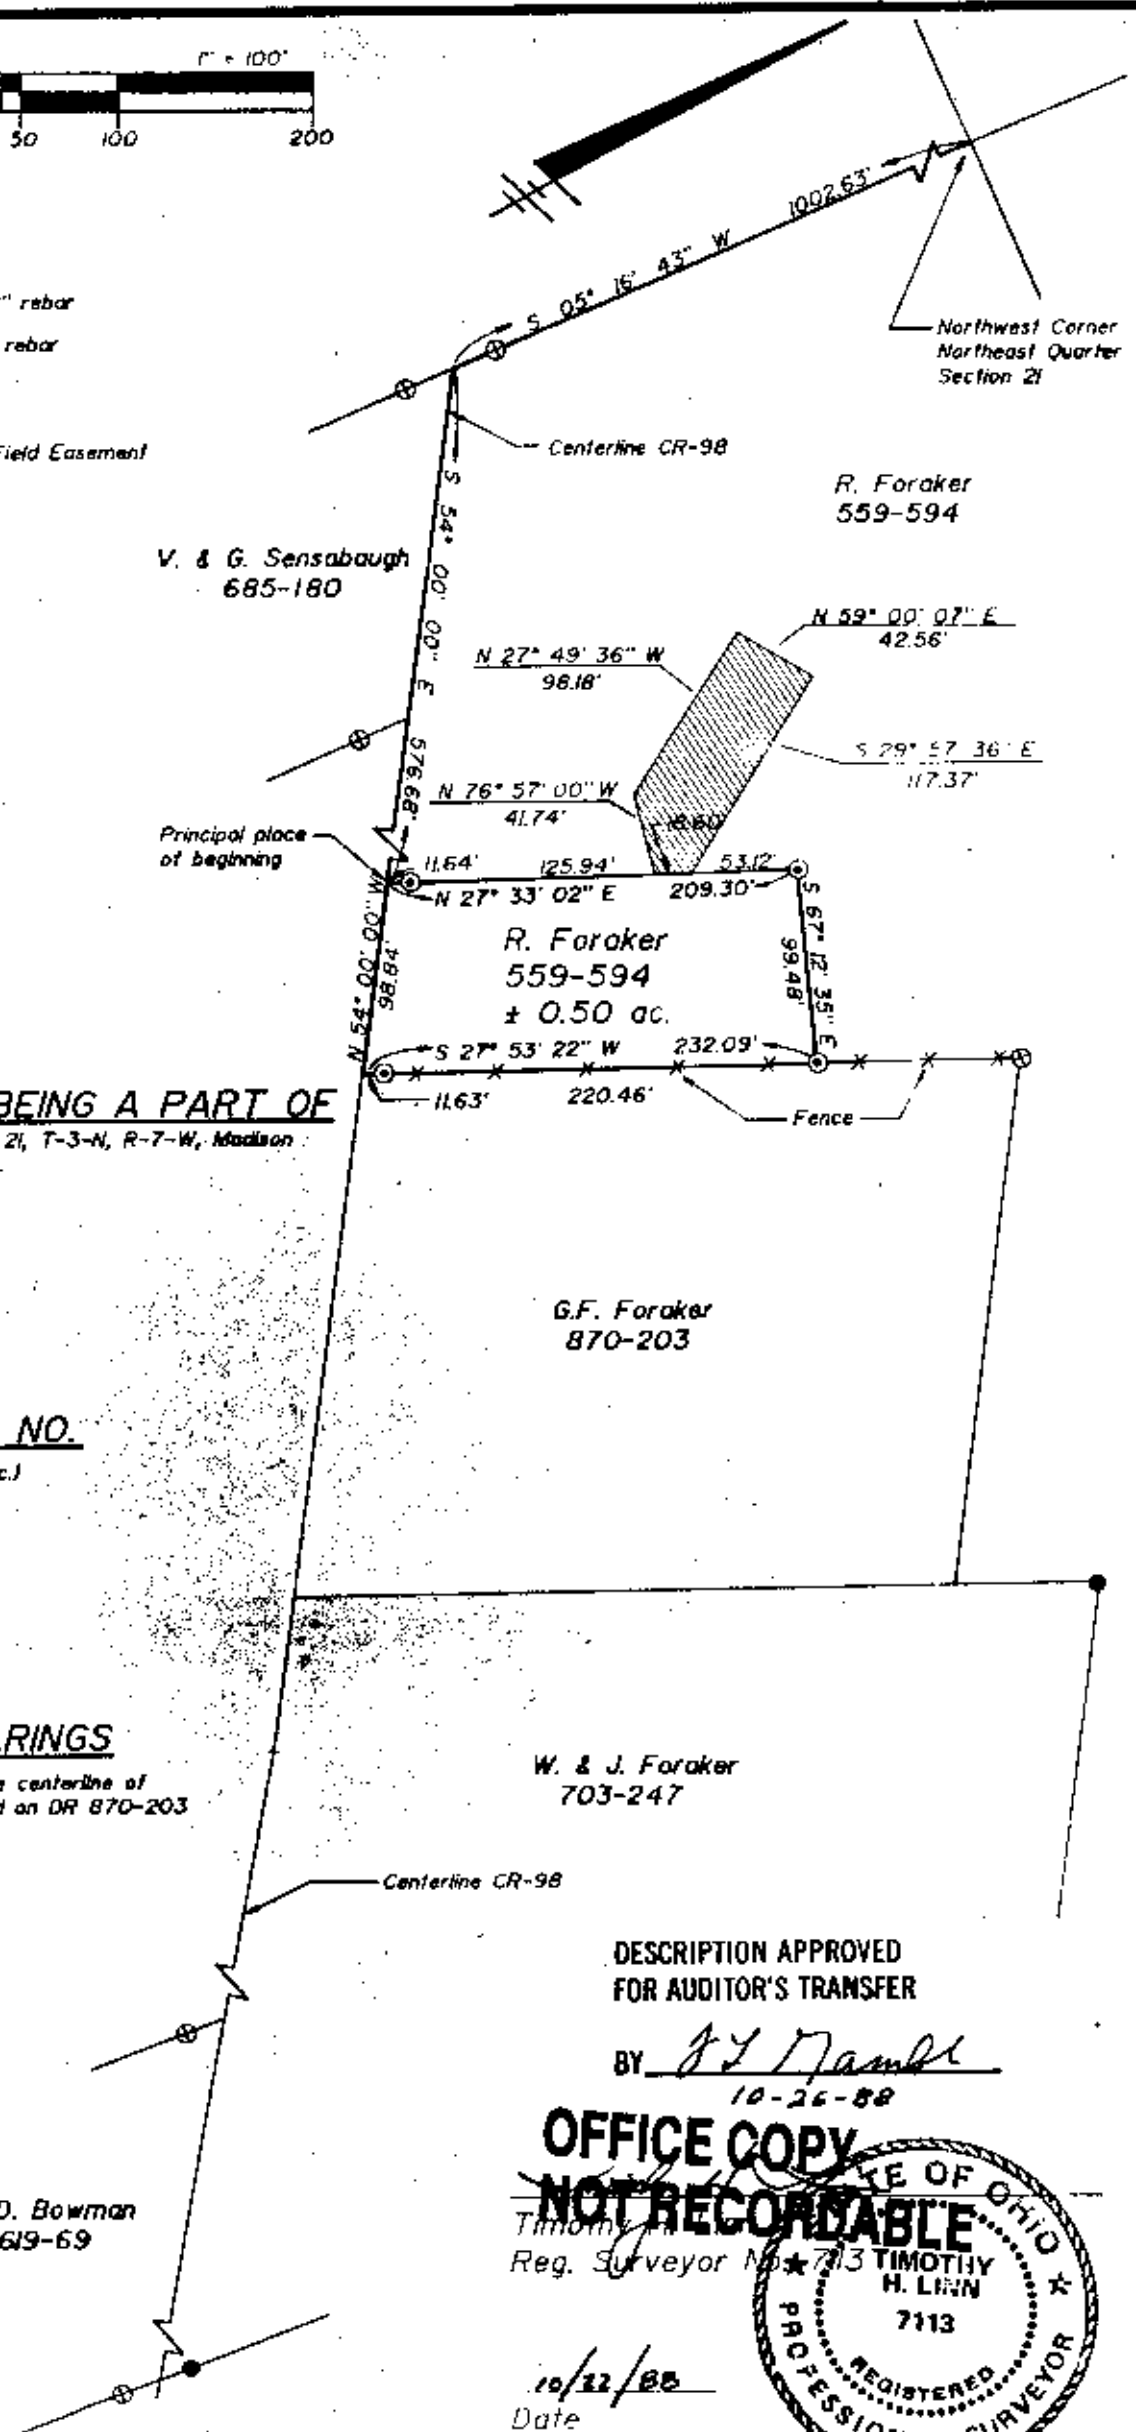 1" = 100'
50 100 200
1002.63'
S 05° 16' 43" W
" rebar
rebar
Northwest Corner
Northeast Quarter
Section 21
Field Easement
Centerline CR-98
R. Foraker
559-594
V. & G. Sensabaugh
685-180
S 54° 00' 00" E 576.68'
N 59° 00' 07" E
42.56'
N 27° 49' 36" W
98.18'
S 29° 57' 36" E
117.37'
N 76° 57' 00" W
41.74'
18.60'
Principal place
of beginning
11.64' 125.94' 53.12'
N 27° 33' 02" E 209.30'
R. Foraker
559-594
± 0.50 ac.
N 54° 00' 00" W
98.84'
S 67° 12' 35" E
99.48'
S 27° 53' 22" W 232.09'
11.63' 220.46'
Fence
BEING A PART OF
21, T-3-N, R-7-W, Madison
G.F. Foraker
870-203
NO.
c.)
RINGS
e centerline of
d on DR 870-203
W. & J. Foraker
703-247
Centerline CR-98
DESCRIPTION APPROVED
FOR AUDITOR'S TRANSFER
BY
10-26-88
OFFICE COPY
NOT RECORDABLE
D. Bowman
619-69
Timothy
Reg. Surveyor No. 7113
STATE OF OHIO
TIMOTHY
H. LINN
7113
REGISTERED
PROFESSIONAL SURVEYOR
10/22/88
Date